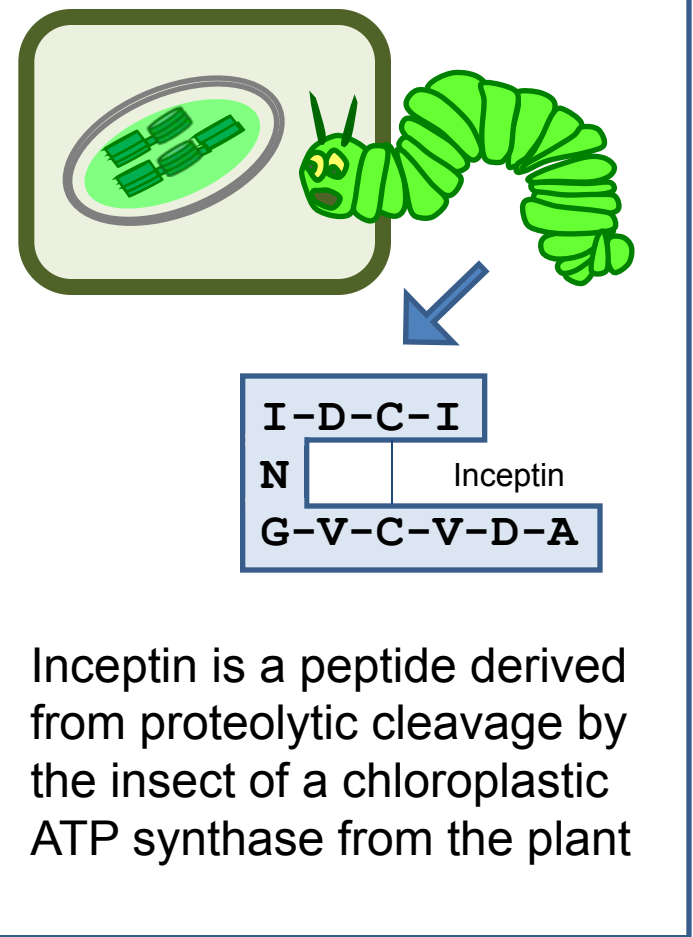 I-D-C-I
N
Inceptin
G-V-C-V-D-A
Inceptin is a peptide derived
from proteolytic cleavage by
the insect of a chloroplastic
ATP synthase from the plant